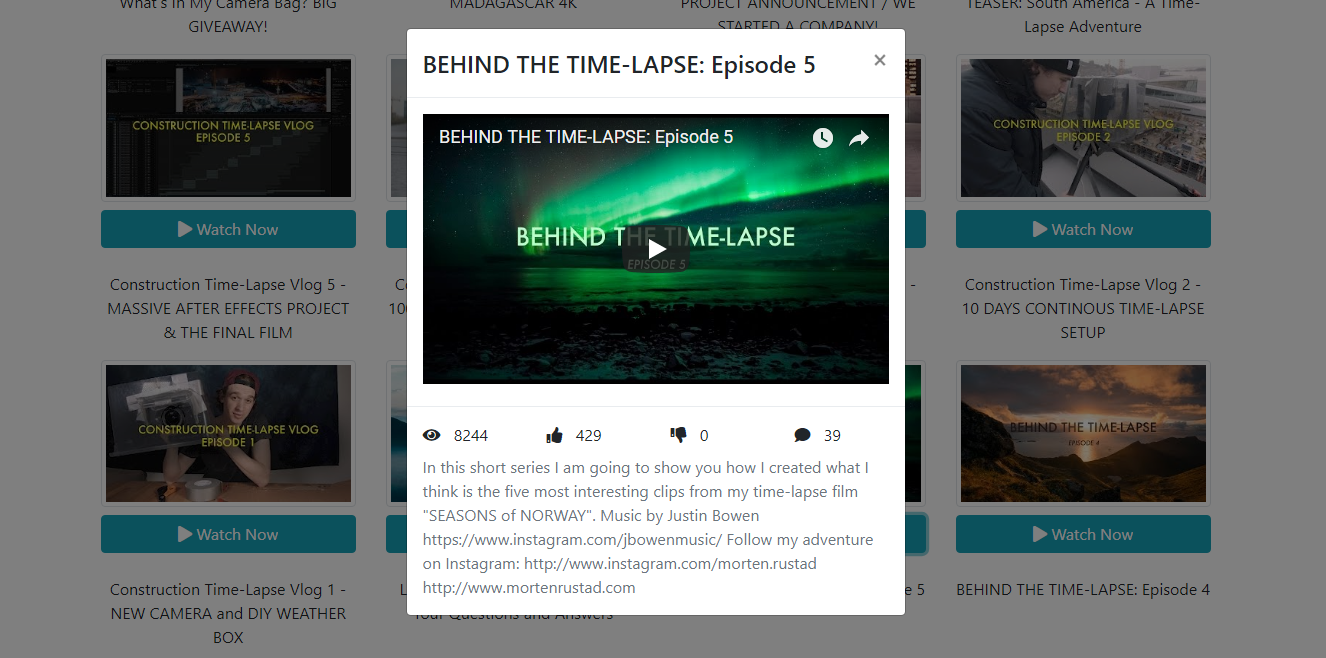 What's In My Camera Bag? BIG
GIVEAWAY!
MADAGASCAR 4K
PROJECT ANNOUNCEMENT / WE
STARTED A COMPANY!
TEASER: South America - A Time-
Lapse Adventure
BEHIND THE TIME-LAPSE: Episode 5
×
BEHIND THE TIME-LAPSE: Episode 5
BEHIND THE TIME-LAPSE
EPISODE 5
8244
429
0
39
In this short series I am going to show you how I created what I
think is the five most interesting clips from my time-lapse film
"SEASONS of NORWAY". Music by Justin Bowen
https://www.instagram.com/jbowenmusic/ Follow my adventure
on Instagram: http://www.instagram.com/morten.rustad
http://www.mortenrustad.com
CONSTRUCTION TIME-LAPSE VLOG
EPISODE 5
CONSTRUCTION TIME-LAPSE VLOG
EPISODE 2
Watch Now
Watch Now
Construction Time-Lapse Vlog 5 -
MASSIVE AFTER EFFECTS PROJECT
& THE FINAL FILM
Construction Time-Lapse Vlog 2 -
10 DAYS CONTINOUS TIME-LAPSE
SETUP
CONSTRUCTION TIME-LAPSE VLOG
EPISODE 1
BEHIND THE TIME-LAPSE
EPISODE 4
Watch Now
Watch Now
Construction Time-Lapse Vlog 1 -
NEW CAMERA and DIY WEATHER
BOX
Your Questions and Answers
5
BEHIND THE TIME-LAPSE: Episode 4